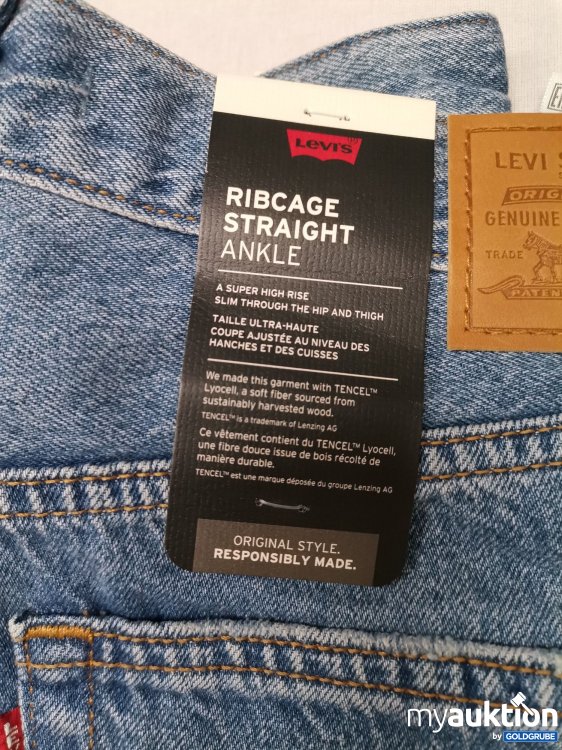 Levi's
RIBCAGE
STRAIGHT
ANKLE
A SUPER HIGH RISE
SLIM THROUGH THE HIP AND THIGH
TAILLE ULTRA-HAUTE
COUPE AJUSTÉE AU NIVEAU DES
HANCHES ET DES CUISSES
We made this garment with TENCEL™
Lyocell, a soft fiber sourced from
sustainably harvested wood.
TENCEL™ is a trademark of Lenzing AG
Ce vêtement contient du TENCEL™ Lyocell,
une fibre douce issue de bois récolté de
manière durable.
TENCEL™ est une marque déposée du groupe Lenzing AG
ORIGINAL STYLE.
RESPONSIBLY MADE.
LEVI S
ORIG
GENUINE
TRADE
PATEN
myauktion
by GOLDGRUBE